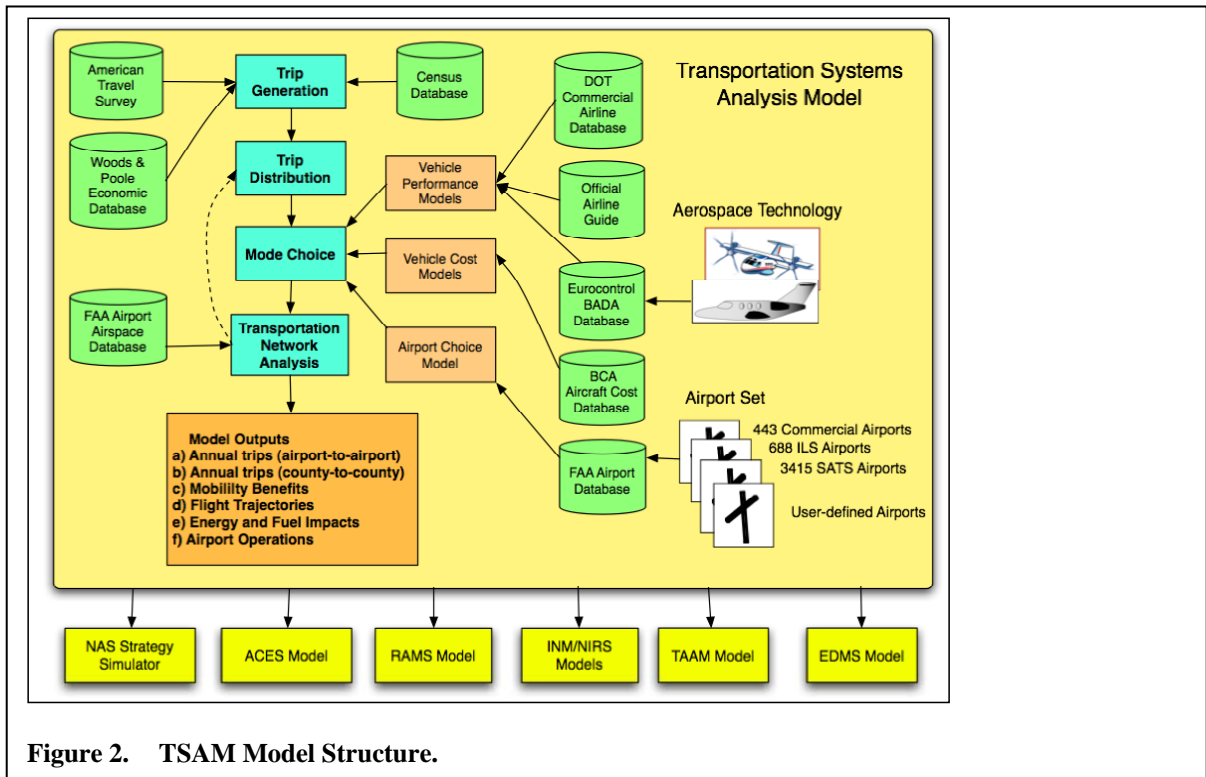 American
Travel
Survey
Trip
Generation
Census
Database
DOT
Commercial
Airline
Database
Transportation Systems
Analysis Model
Woods &
Poole
Economic
Database
Trip
Distribution
Vehicle
Performance
Models
Official
Airline
Guide
Aerospace Technology
Mode Choice
Vehicle Cost
Models
Eurocontrol
BADA
Database
FAA Airport
Airspace
Database
Transportation
Network
Analysis
Airport Choice
Model
BCA
Aircraft Cost
Database
Airport Set
443 Commercial Airports
688 ILS Airports
3415 SATS Airports
User-defined Airports
FAA Airport
Database
Model Outputs
a) Annual trips (airport-to-airport)
b) Annual trips (county-to-county)
c) Mobililty Benefits
d) Flight Trajectories
e) Energy and Fuel Impacts
f) Airport Operations
NAS Strategy
Simulator
ACES Model
RAMS Model
INM/NIRS
Models
TAAM Model
EDMS Model
Figure 2. TSAM Model Structure.